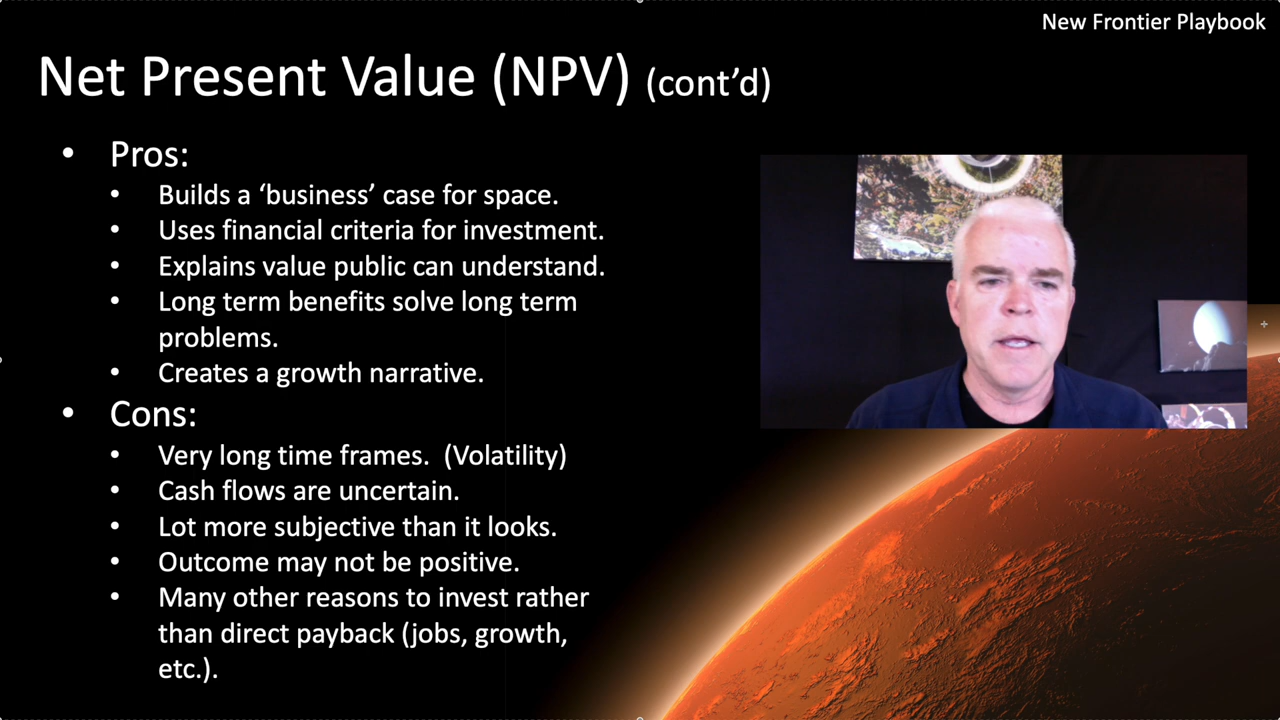 New Frontier Playbook
Net Present Value (NPV) (cont’d)
• Pros:
• Builds a ‘business’ case for space.
• Uses financial criteria for investment.
• Explains value public can understand.
• Long term benefits solve long term
problems.
• Creates a growth narrative.
• Cons:
• Very long time frames.  (Volatility)
• Cash flows are uncertain.
• Lot more subjective than it looks.
• Outcome may not be positive.
• Many other reasons to invest rather
than direct payback (jobs, growth,
etc.).